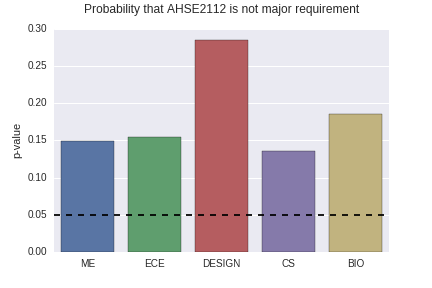 Probability that AHSE2112 is not major requirement
0.30
0.25
0.20
0.15
0.10
0.05
0.00
p-value
ME ECE DESIGN CS BIO